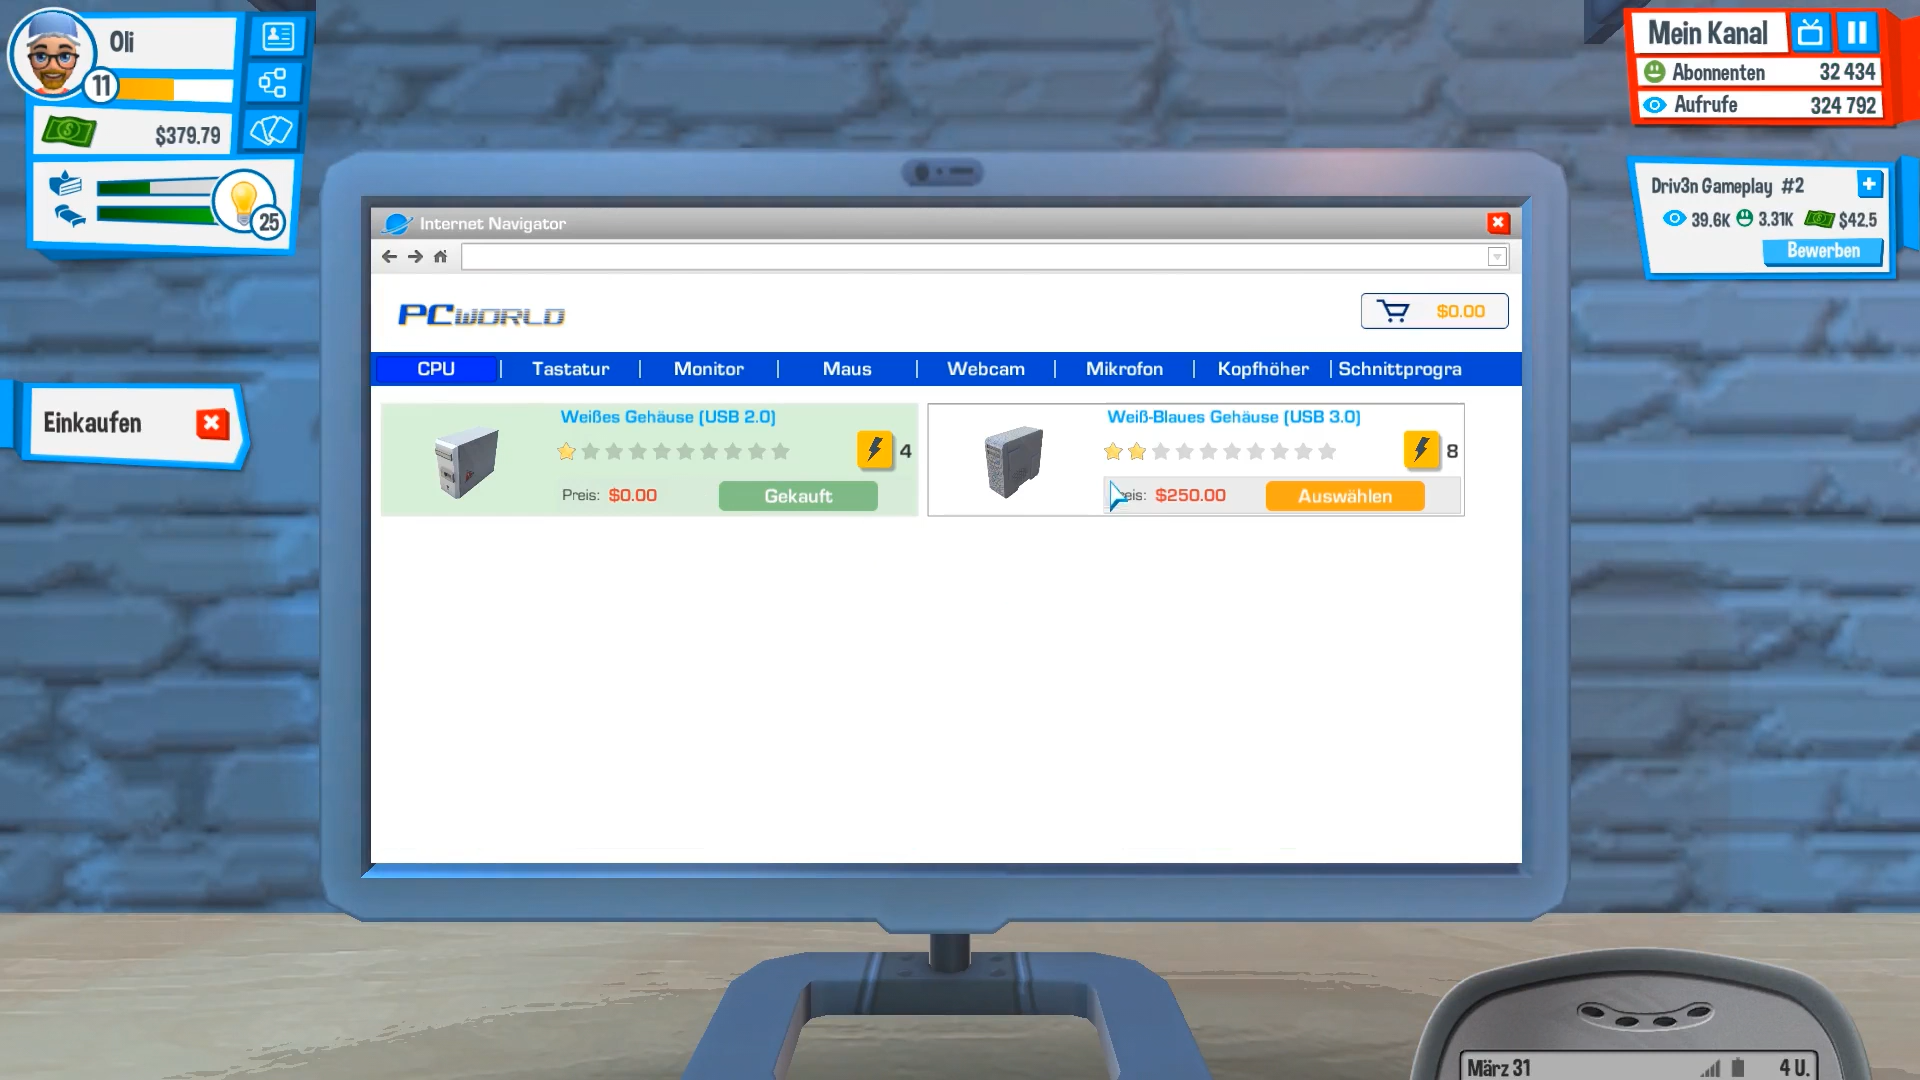 Oli
11
$379.79
25
Einkaufen
Mein Kanal
Abonnenten 32 434
Aufrufe 324 792
Driv3n Gameplay #2
39.6K 3.31K $42.5
Bewerben
Internet Navigator
PCWORLD
$0.00
CPU Tastatur Monitor Maus Webcam Mikrofon Kopfhöher Schnittprogra
Weißes Gehäuse (USB 2.0)
4
Preis: $0.00 Gekauft
Weiß-Blaues Gehäuse (USB 3.0)
8
$250.00 Auswählen
März 31 4 U.